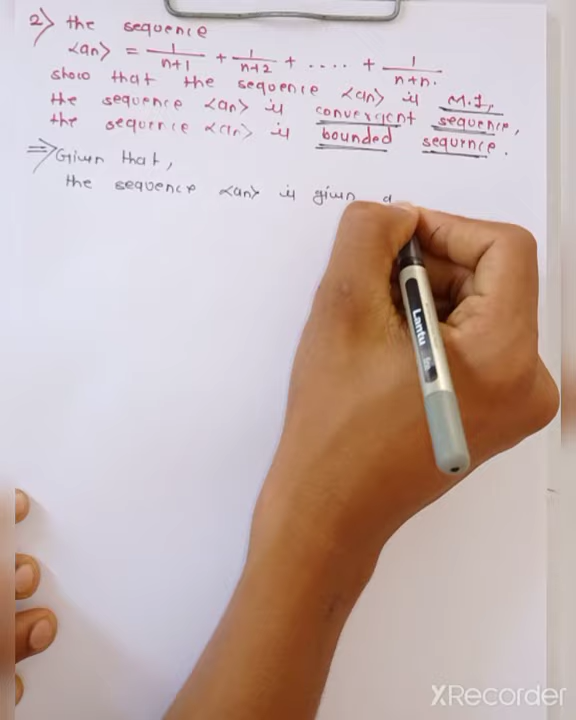 2) the sequence
<an> = 1/n+1 + 1/n+2 + .... + 1/n+n.
show that the sequence <an> is M.I,
the sequence <an> is convergent sequence,
the sequence <an> is bounded sequence.
=> Given that,
the sequence <an> is given a
Lantu
XRecorder